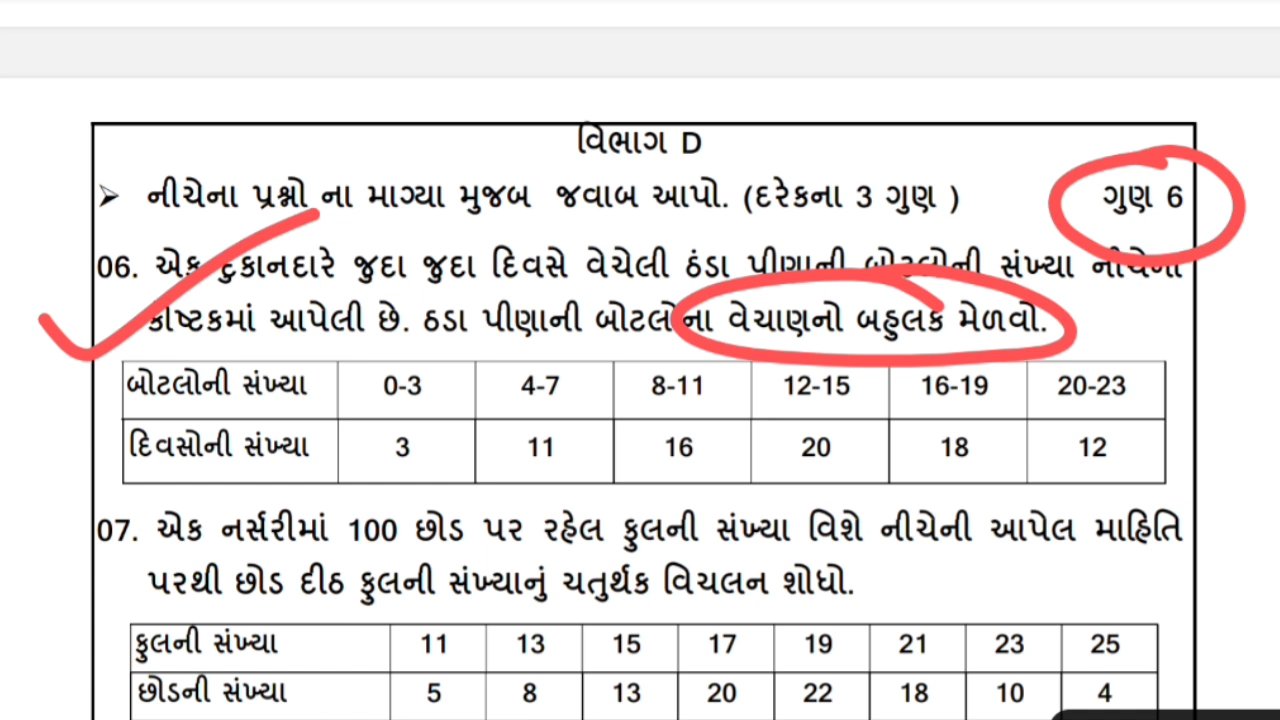 વિભાગ D
➢ નીચેના પ્રશ્નો ના માગ્યા મુજબ જવાબ આપો. (દરેકના 3 ગુણ ) ગુણ 6
06. એક દુકાનદારે જુદા જુદા દિવસે વેચેલી ઠંડા પીણાની બોટલોની સંખ્યા નીચેના
કોષ્ટકમાં આપેલી છે. ઠડા પીણાની બોટલોના વેચાણનો બહુલક મેળવો.
બોટલોની સંખ્યા 0-3 4-7 8-11 12-15 16-19 20-23
દિવસોની સંખ્યા 3 11 16 20 18 12
07. એક નર્સરીમાં 100 છોડ પર રહેલ ફુલની સંખ્યા વિશે નીચેની આપેલ માહિતિ
પરથી છોડ દીઠ ફુલની સંખ્યાનું ચતુર્થક વિચલન શોધો.
ફુલની સંખ્યા 11 13 15 17 19 21 23 25
છોડની સંખ્યા 5 8 13 20 22 18 10 4